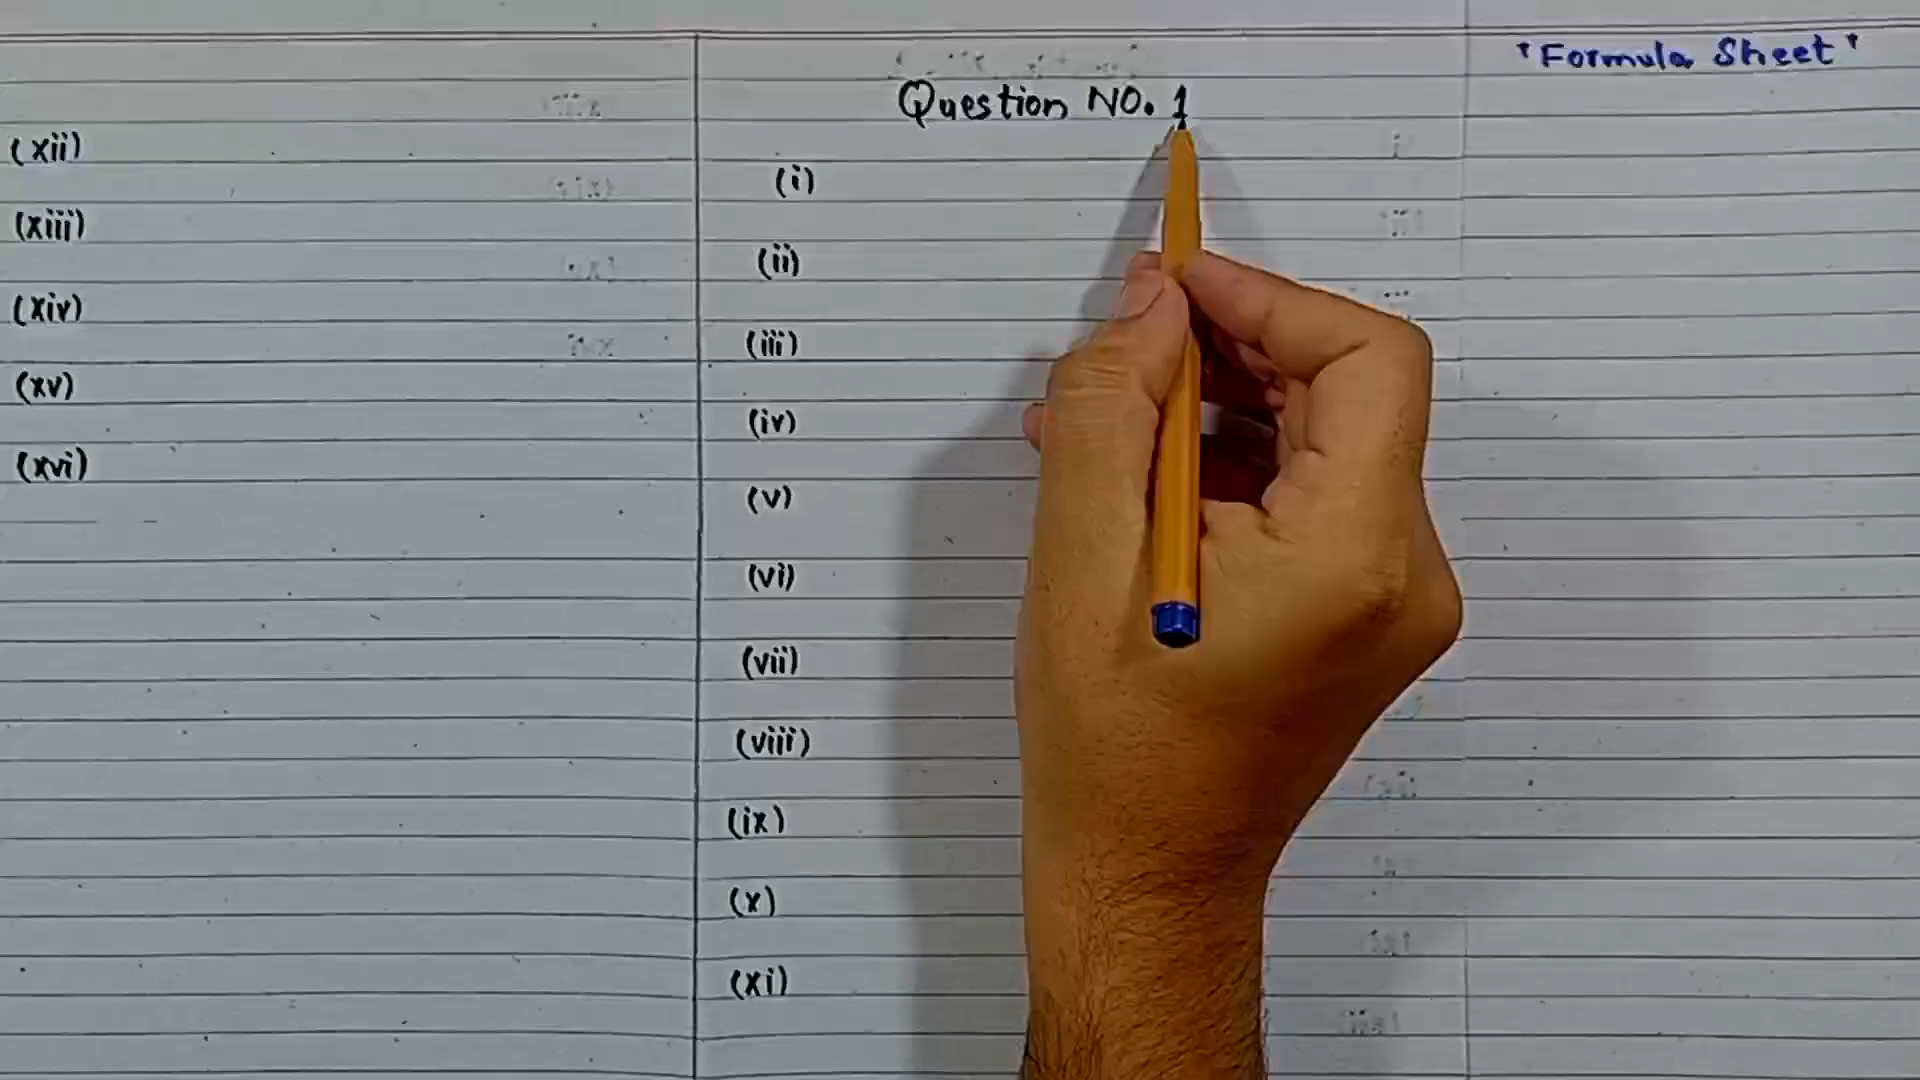 'Formula Sheet'
Question NO. 1
(i)
(ii)
(iii)
(iv)
(v)
(vi)
(vii)
(viii)
(ix)
(x)
(xi)
(xii)
(xiii)
(xiv)
(xv)
(xvi)